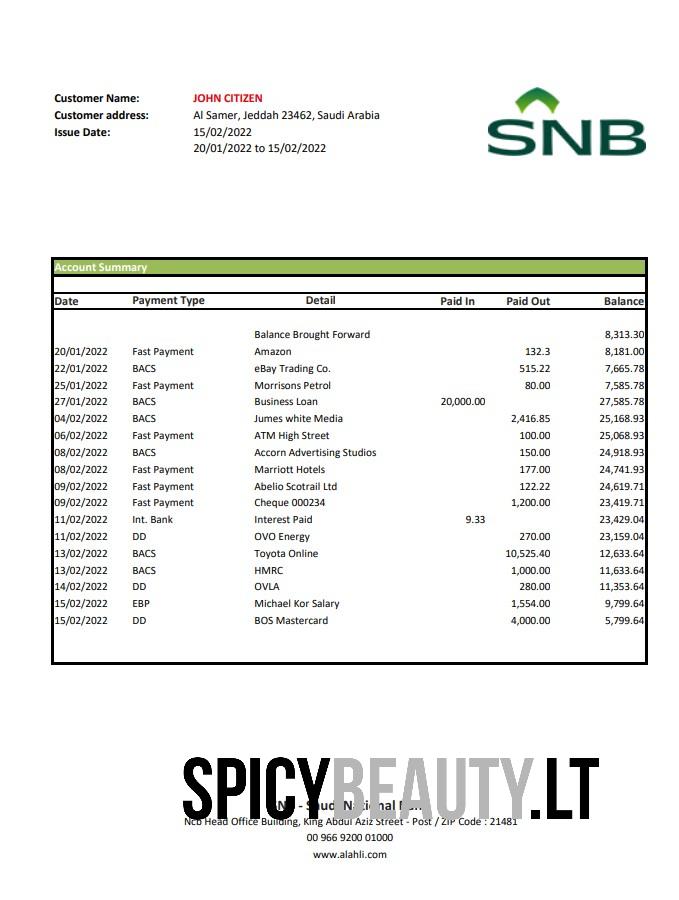 Customer Name: JOHN CITIZEN
Customer address: Al Samer, Jeddah 23462, Saudi Arabia
Issue Date: 15/02/2022
20/01/2022 to 15/02/2022
SNB
Account Summary
Date Payment Type Detail Paid In Paid Out Balance
Balance Brought Forward 8,313.30
20/01/2022 Fast Payment Amazon 132.3 8,181.00
22/01/2022 BACS eBay Trading Co. 515.22 7,665.78
25/01/2022 Fast Payment Morrisons Petrol 80.00 7,585.78
27/01/2022 BACS Business Loan 20,000.00 27,585.78
04/02/2022 BACS Jumes white Media 2,416.85 25,168.93
06/02/2022 Fast Payment ATM High Street 100.00 25,068.93
08/02/2022 BACS Accorn Advertising Studios 150.00 24,918.93
08/02/2022 Fast Payment Marriott Hotels 177.00 24,741.93
09/02/2022 Fast Payment Abelio Scotrail Ltd 122.22 24,619.71
09/02/2022 Fast Payment Cheque 000234 1,200.00 23,419.71
11/02/2022 Int. Bank Interest Paid 9.33 23,429.04
11/02/2022 DD OVO Energy 270.00 23,159.04
13/02/2022 BACS Toyota Online 10,525.40 12,633.64
13/02/2022 BACS HMRC 1,000.00 11,633.64
14/02/2022 DD OVLA 280.00 11,353.64
15/02/2022 EBP Michael Kor Salary 1,554.00 9,799.64
15/02/2022 DD BOS Mastercard 4,000.00 5,799.64
SPICYBEAUTY.LT
SNB - Saudi National Bank
Ncb Head Office Building, King Abdul Aziz Street - Post / ZIP Code : 21481
00 966 9200 01000
www.alahli.com